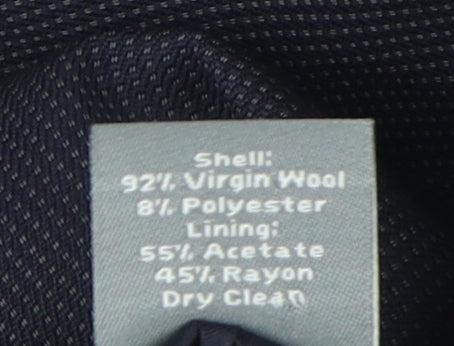 Shell:
92% Virgin Wool
8% Polyester
Lining:
55% Acetate
45% Rayon
Dry Clean